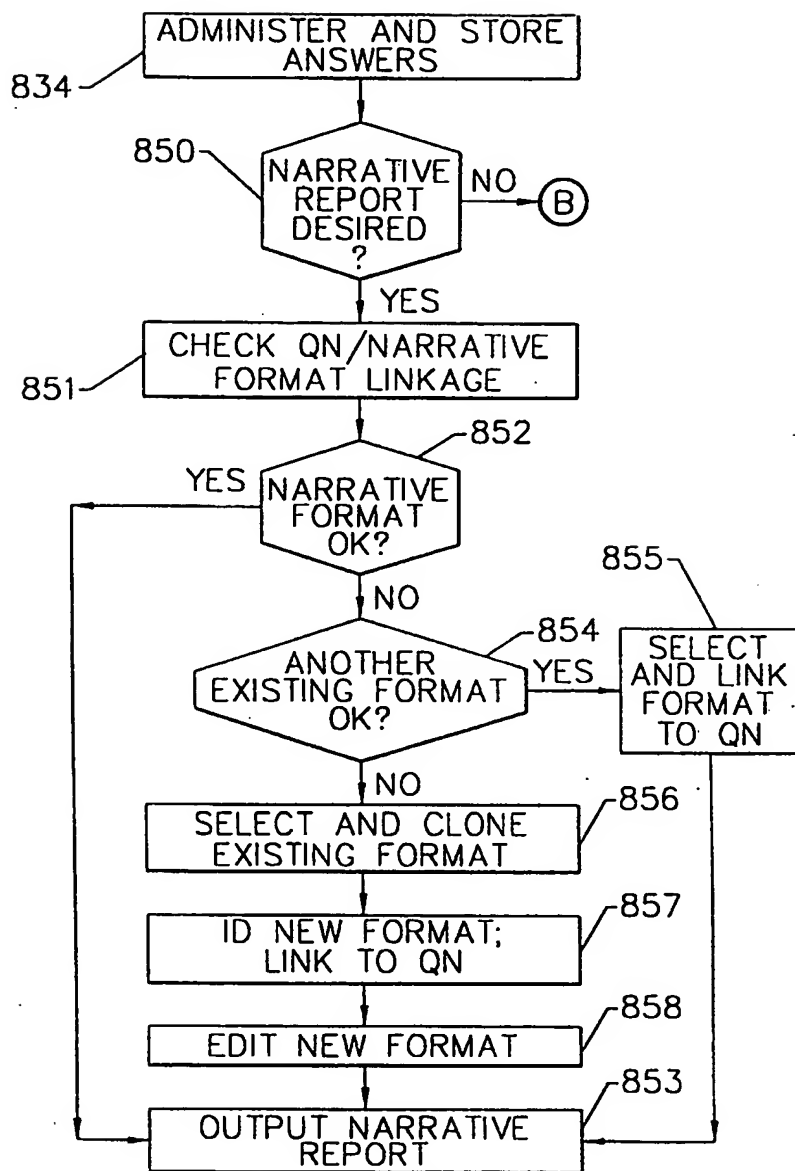 ADMINISTER AND STORE
ANSWERS
834
850
NARRATIVE
REPORT
DESIRED
?
NO
B
YES
CHECK QN/NARRATIVE
FORMAT LINKAGE
851
852
YES
NARRATIVE
FORMAT
OK?
NO
855
854
ANOTHER
EXISTING FORMAT
OK?
YES
SELECT
AND LINK
FORMAT
TO QN
NO
856
SELECT AND CLONE
EXISTING FORMAT
857
ID NEW FORMAT;
LINK TO QN
858
EDIT NEW FORMAT
853
OUTPUT NARRATIVE
REPORT